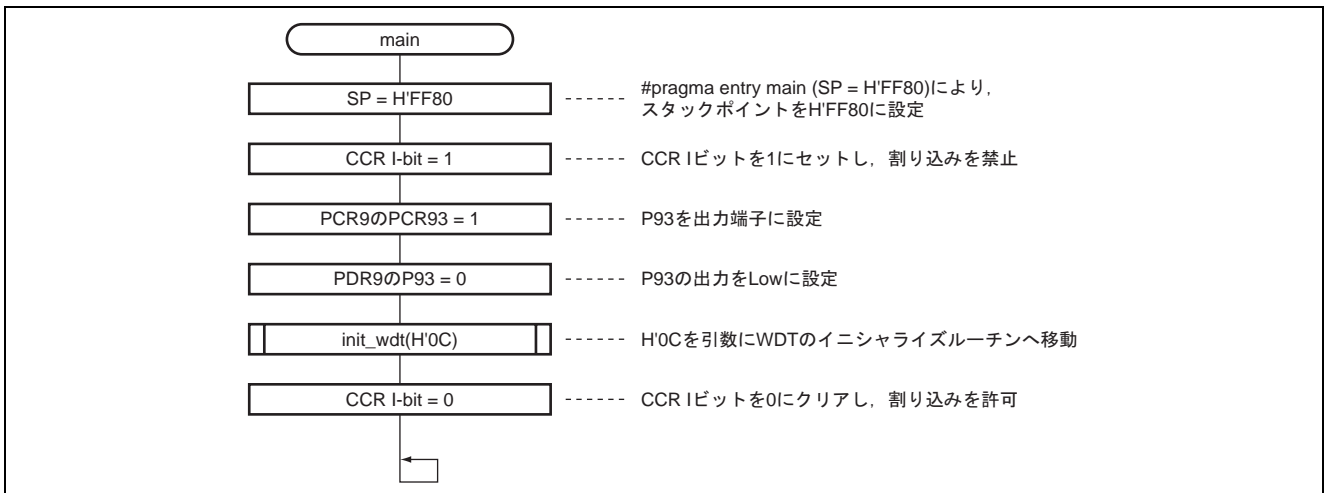 main
SP = H'FF80
#pragma entry main (SP = H'FF80)により,
スタックポイントをH'FF80に設定
CCR I-bit = 1
CCR Iビットを1にセットし,割り込みを禁止
PCR9のPCR93 = 1
P93を出力端子に設定
PDR9のP93 = 0
P93の出力をLowに設定
init_wdt(H'0C)
H'0Cを引数にWDTのイニシャライズルーチンへ移動
CCR I-bit = 0
CCR Iビットを0にクリアし,割り込みを許可